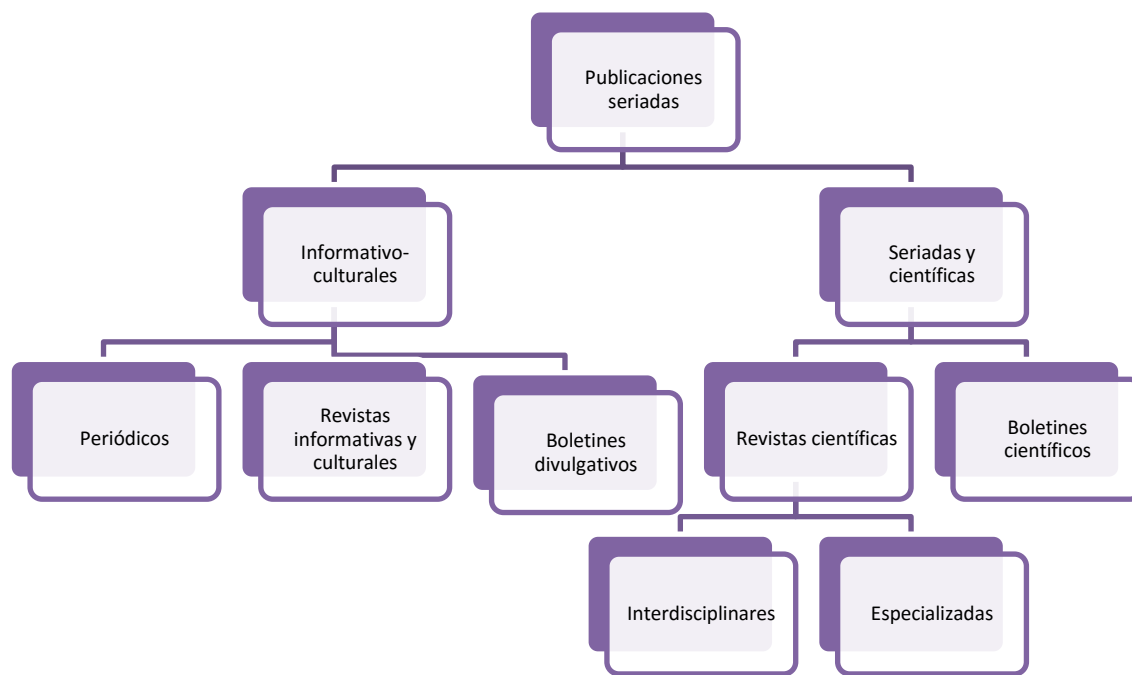 Publicaciones
seriadas
Informativo-
culturales
Seriadas y
científicas
Periódicos
Revistas
informativas y
culturales
Boletines
divulgativos
Revistas científicas
Boletines
científicos
Interdisciplinares
Especializadas